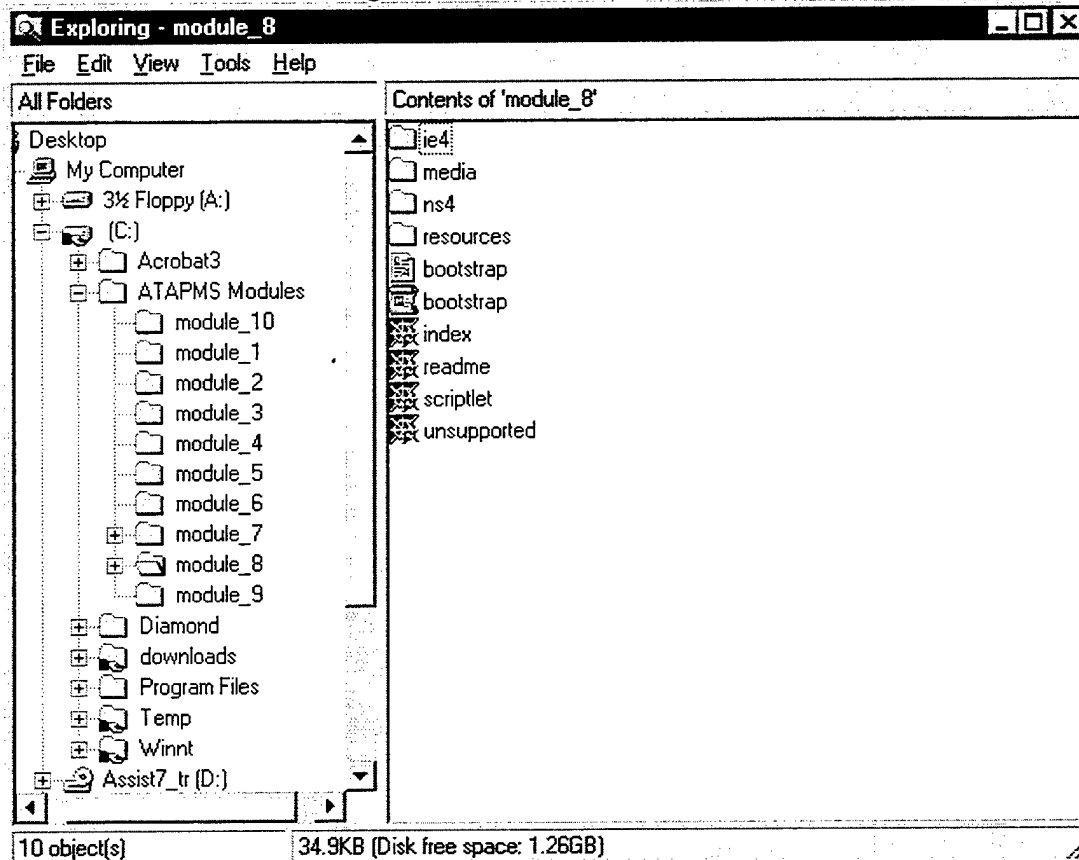 Exploring - module_8
File Edit View Tools Help
All Folders
Contents of 'module_8'
Desktop
My Computer
3½ Floppy (A:)
(C:)
Acrobat3
ATAPMS Modules
module_10
module_1
module_2
module_3
module_4
module_5
module_6
module_7
module_8
module_9
Diamond
downloads
Program Files
Temp
Winnt
Assist7_tr (D:)
ie4
media
ns4
resources
bootstrap
bootstrap
index
readme
scriptlet
unsupported
10 object(s)
34.9KB (Disk free space: 1.26GB)